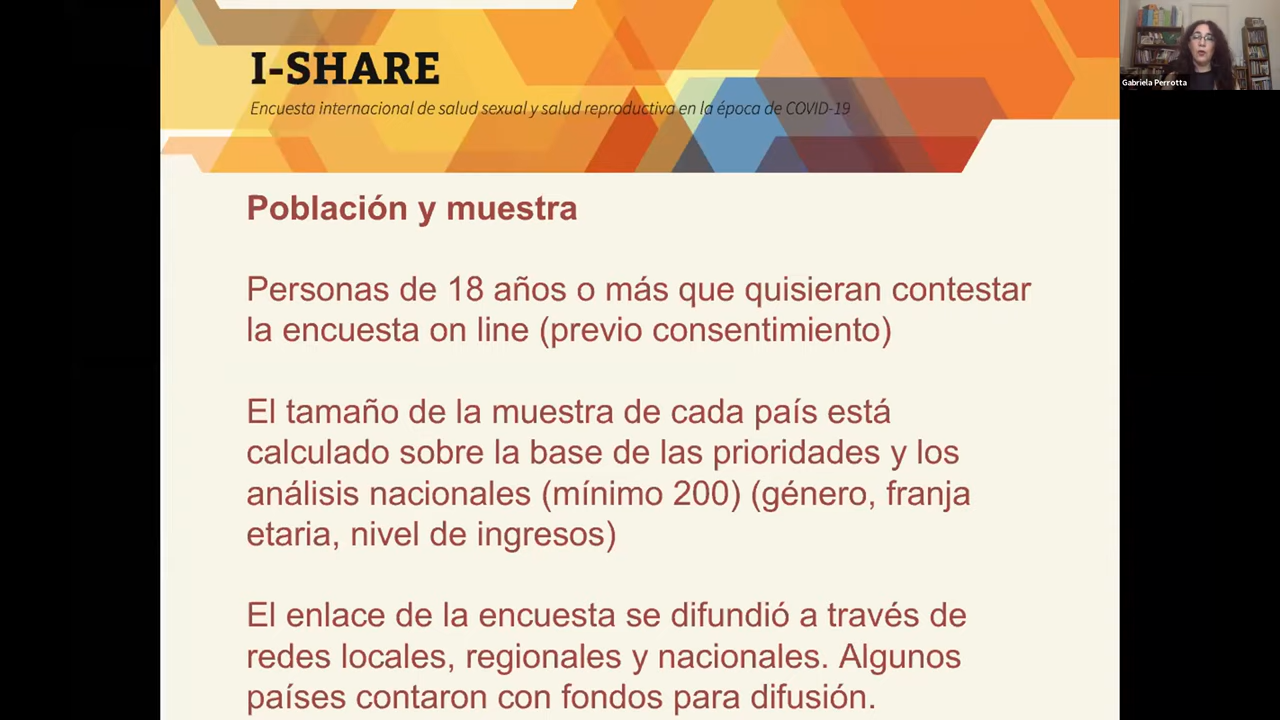 I-SHARE
Encuesta internacional de salud sexual y salud reproductiva en la época de COVID-19
Gabriela Perrotta
Población y muestra
Personas de 18 años o más que quisieran contestar
la encuesta on line (previo consentimiento)
El tamaño de la muestra de cada país está
calculado sobre la base de las prioridades y los
análisis nacionales (mínimo 200) (género, franja
etaria, nivel de ingresos)
El enlace de la encuesta se difundió a través de
redes locales, regionales y nacionales. Algunos
países contaron con fondos para difusión.